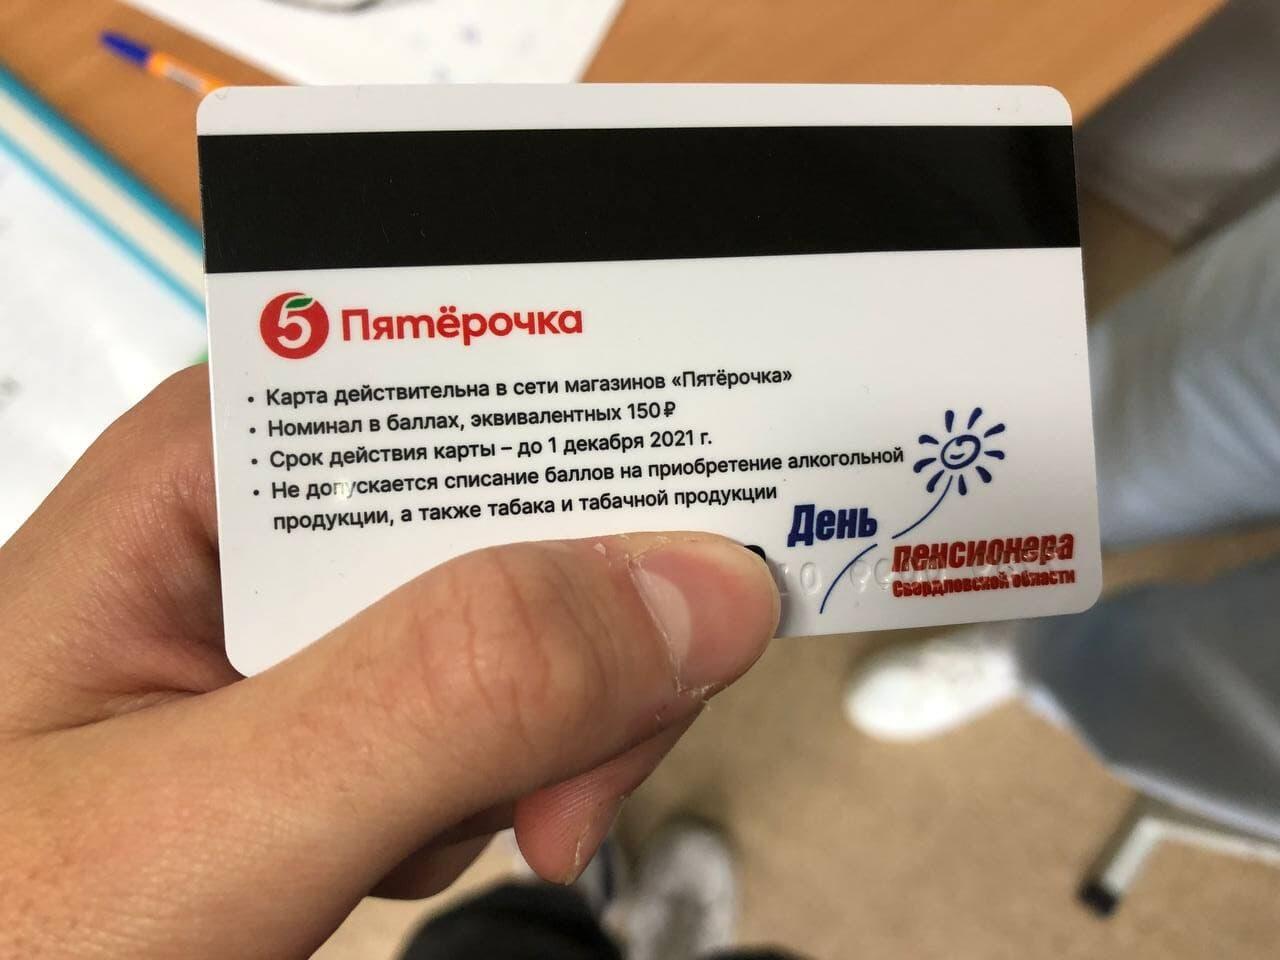 5 Пятёрочка
• Карта действительна в сети магазинов «Пятёрочка»
• Номинал в баллах, эквивалентных 150 ₽
• Срок действия карты – до 1 декабря 2021 г.
• Не допускается списание баллов на приобретение алкогольной
продукции, а также табака и табачной продукции
День
пенсионера
Свердловской области